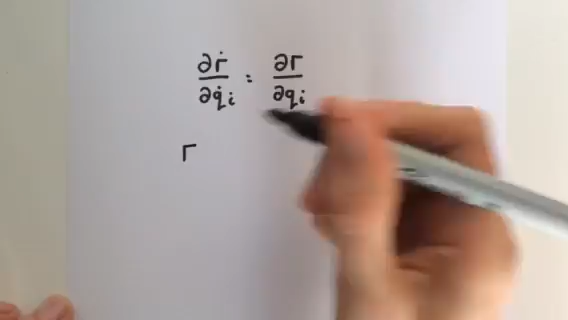 ∂ṙ/∂q̇ᵢ = ∂r/∂qᵢ
r